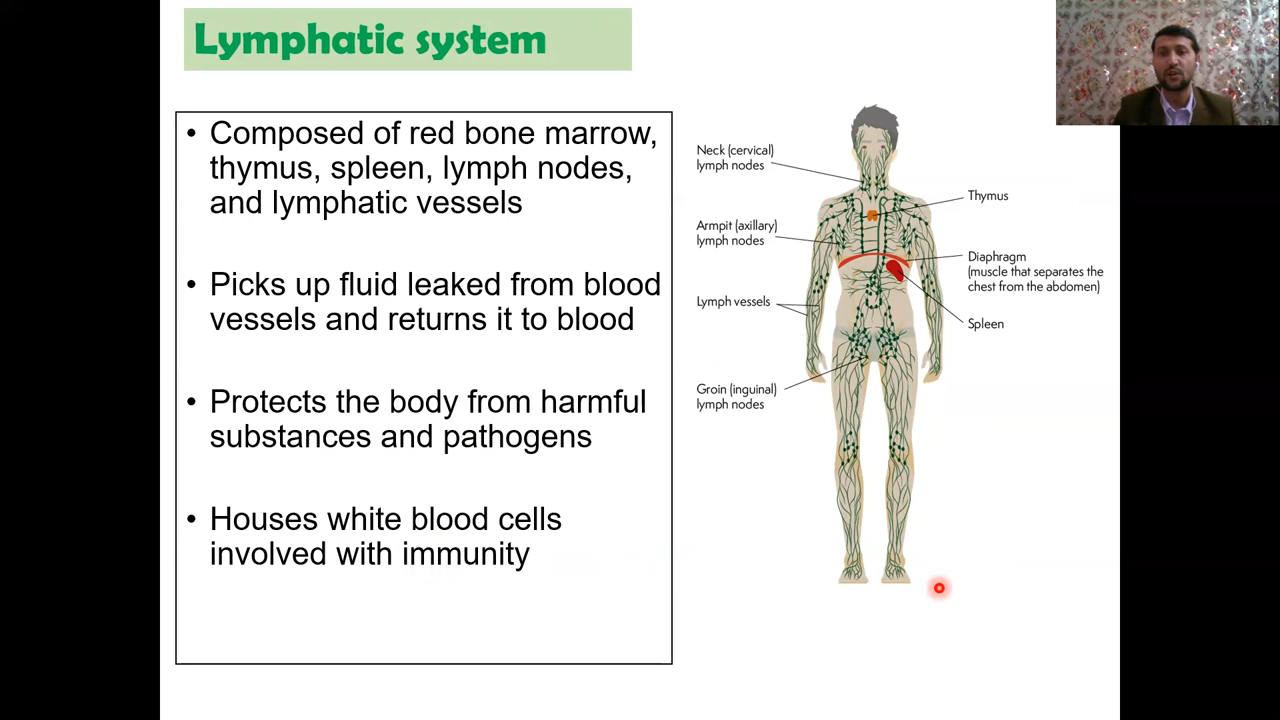 Lymphatic system
• Composed of red bone marrow,
thymus, spleen, lymph nodes,
and lymphatic vessels
• Picks up fluid leaked from blood
vessels and returns it to blood
• Protects the body from harmful
substances and pathogens
• Houses white blood cells
involved with immunity
Neck (cervical)
lymph nodes
Armpit (axillary)
lymph nodes
Lymph vessels
Groin (inguinal)
lymph nodes
Thymus
Diaphragm
(muscle that separates the
chest from the abdomen)
Spleen